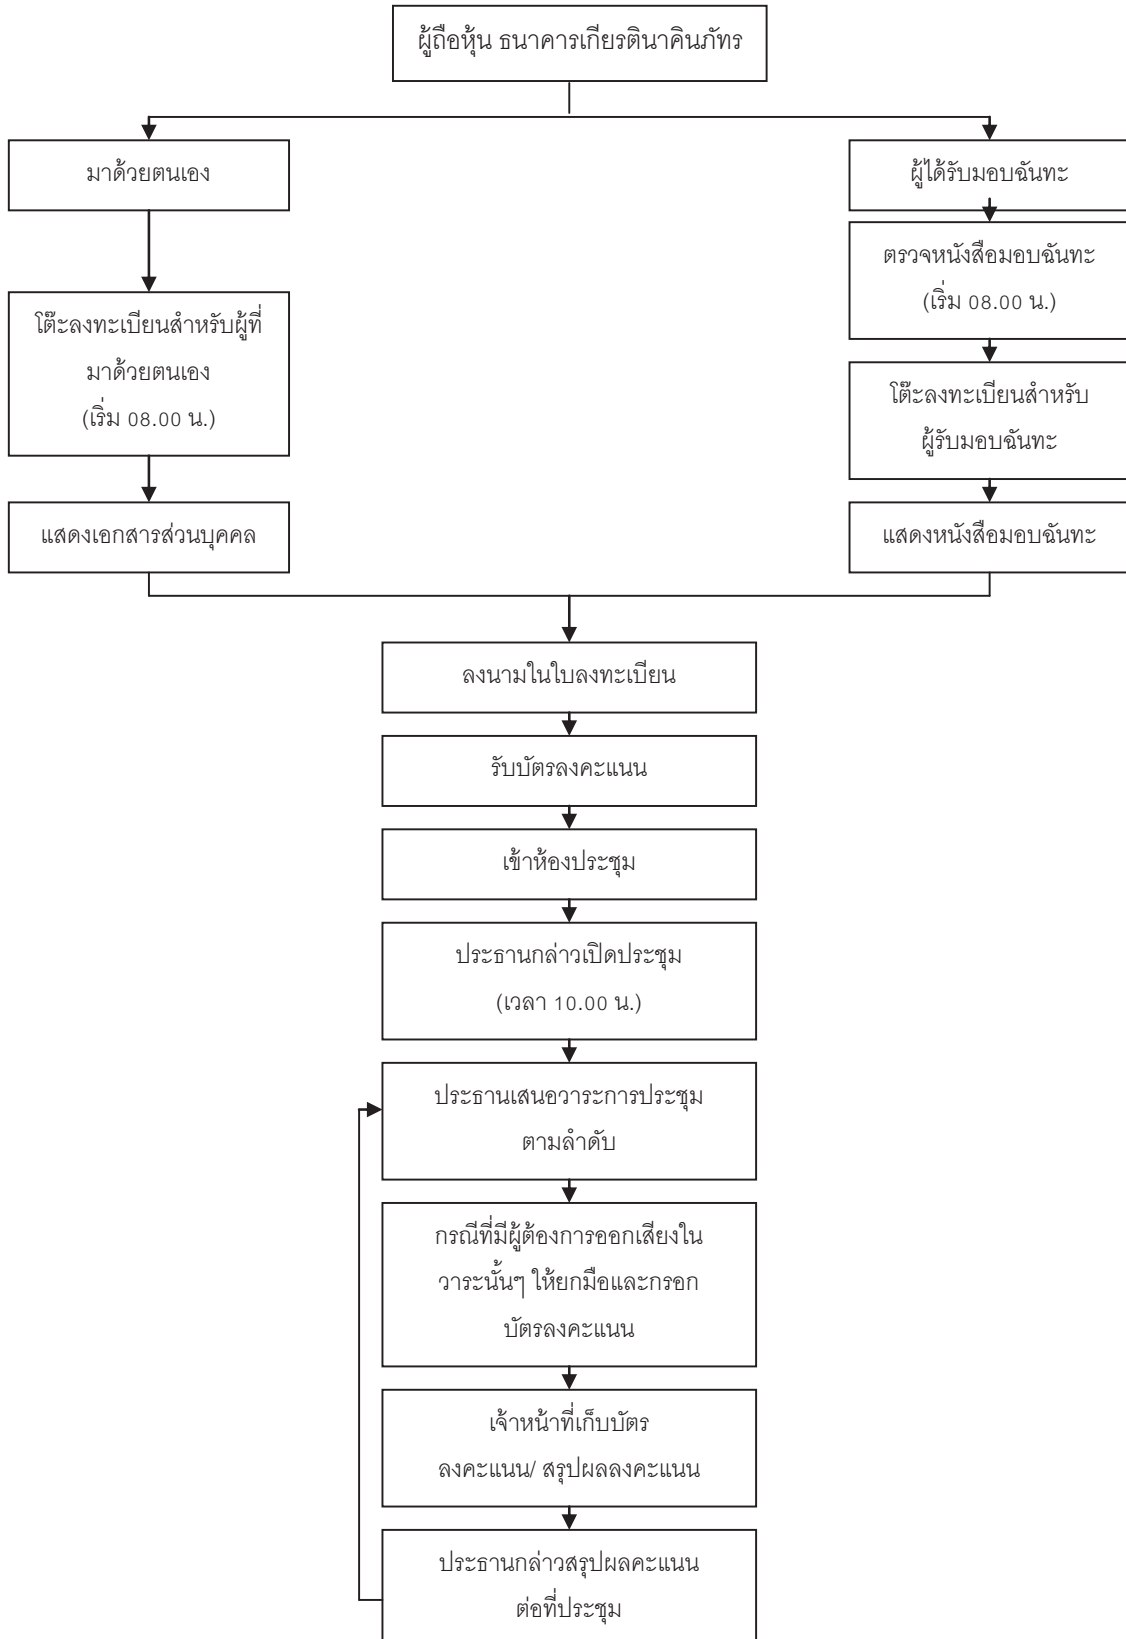 ผู้ถือหุ้น ธนาคารเกียรตินาคินภัทร
มาด้วยตนเอง
ผู้ได้รับมอบฉันทะ
ตรวจหนังสือมอบฉันทะ
(เริ่ม 08.00 น.)
โต๊ะลงทะเบียนสำหรับผู้ที่
มาด้วยตนเอง
(เริ่ม 08.00 น.)
โต๊ะลงทะเบียนสำหรับ
ผู้รับมอบฉันทะ
แสดงเอกสารส่วนบุคคล
แสดงหนังสือมอบฉันทะ
ลงนามในใบลงทะเบียน
รับบัตรลงคะแนน
เข้าห้องประชุม
ประธานกล่าวเปิดประชุม
(เวลา 10.00 น.)
ประธานเสนอวาระการประชุม
ตามลำดับ
กรณีที่มีผู้ต้องการออกเสียงใน
วาระนั้นๆ ให้ยกมือและกรอก
บัตรลงคะแนน
เจ้าหน้าที่เก็บบัตร
ลงคะแนน/ สรุปผลลงคะแนน
ประธานกล่าวสรุปผลคะแนน
ต่อที่ประชุม